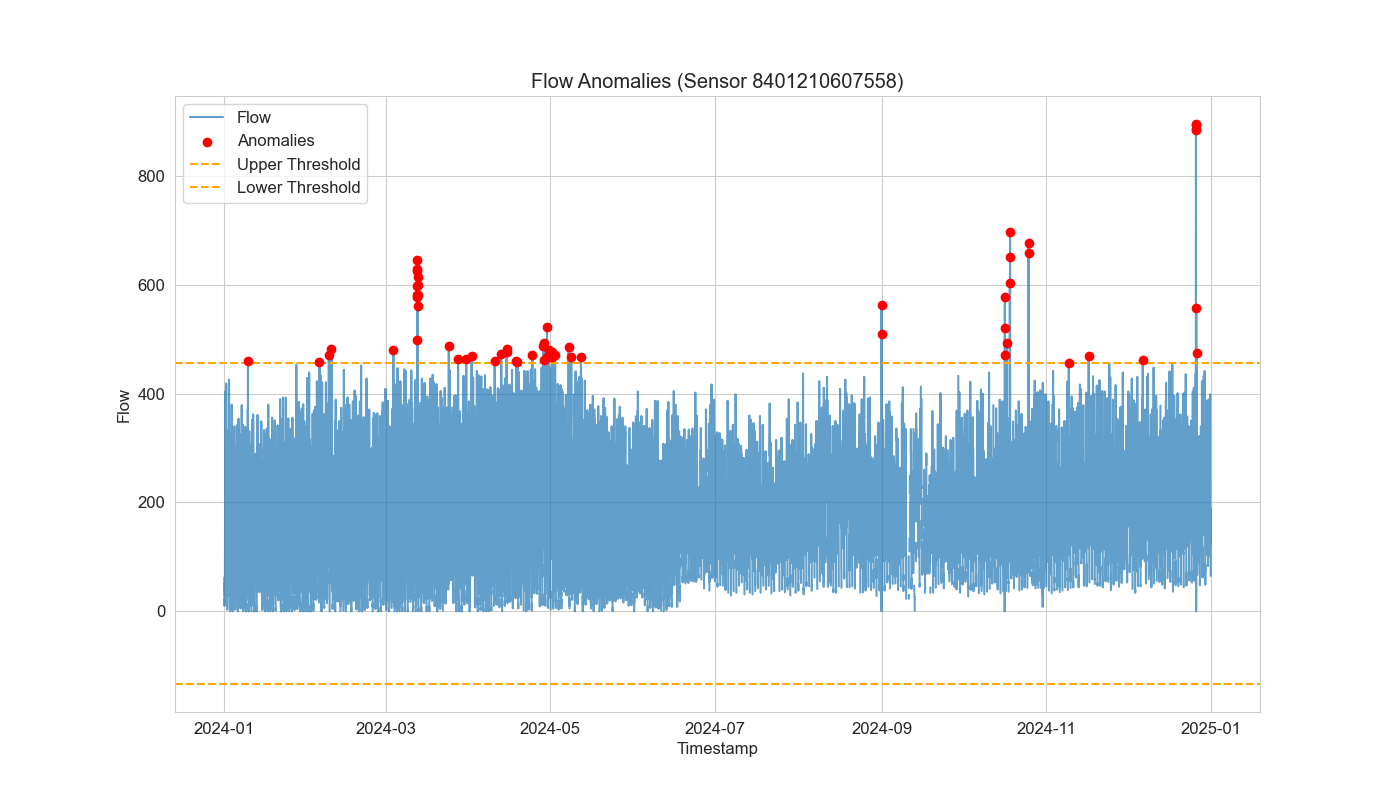 Flow Anomalies (Sensor 8401210607558)
Flow
Anomalies
Upper Threshold
Lower Threshold
Flow
800
600
400
200
0
2024-01
2024-03
2024-05
2024-07
2024-09
2024-11
2025-01
Timestamp